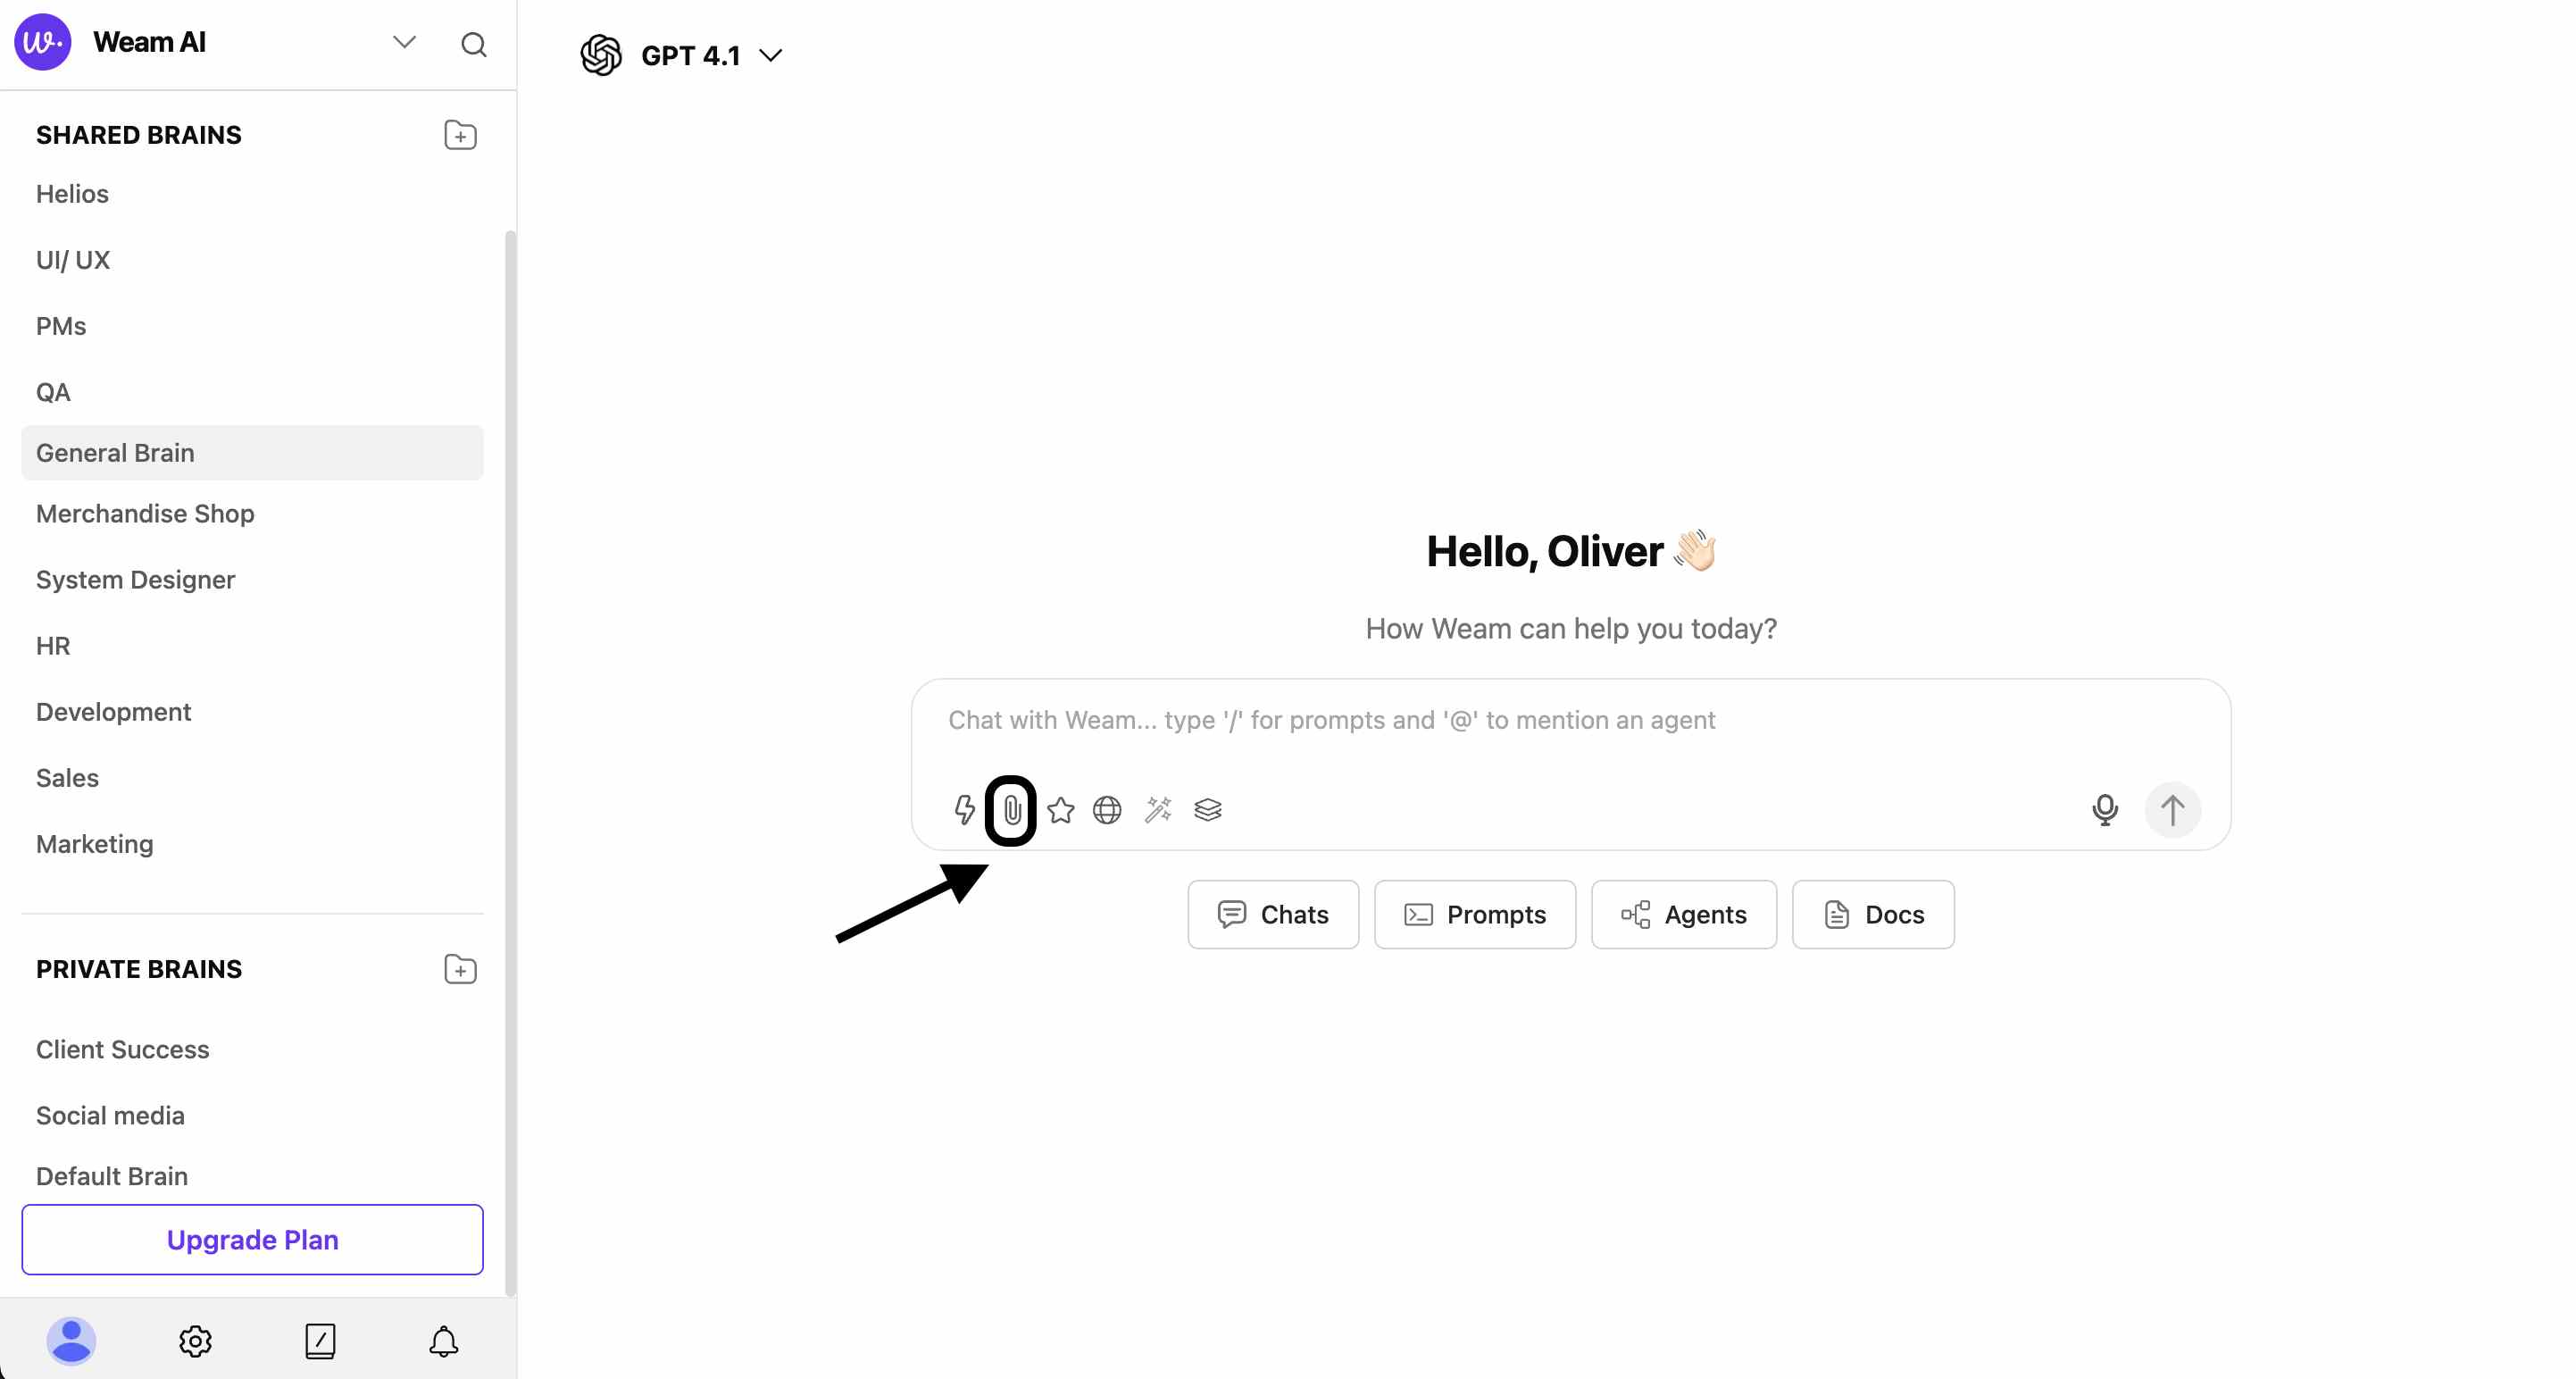 Weam AI
SHARED BRAINS
Helios
UI/ UX
PMs
QA
General Brain
Merchandise Shop
System Designer
HR
Development
Sales
Marketing
PRIVATE BRAINS
Client Success
Social media
Default Brain
Upgrade Plan
GPT 4.1
Hello, Oliver 👋🏻
How Weam can help you today?
Chat with Weam... type '/' for prompts and '@' to mention an agent
Chats Prompts Agents Docs